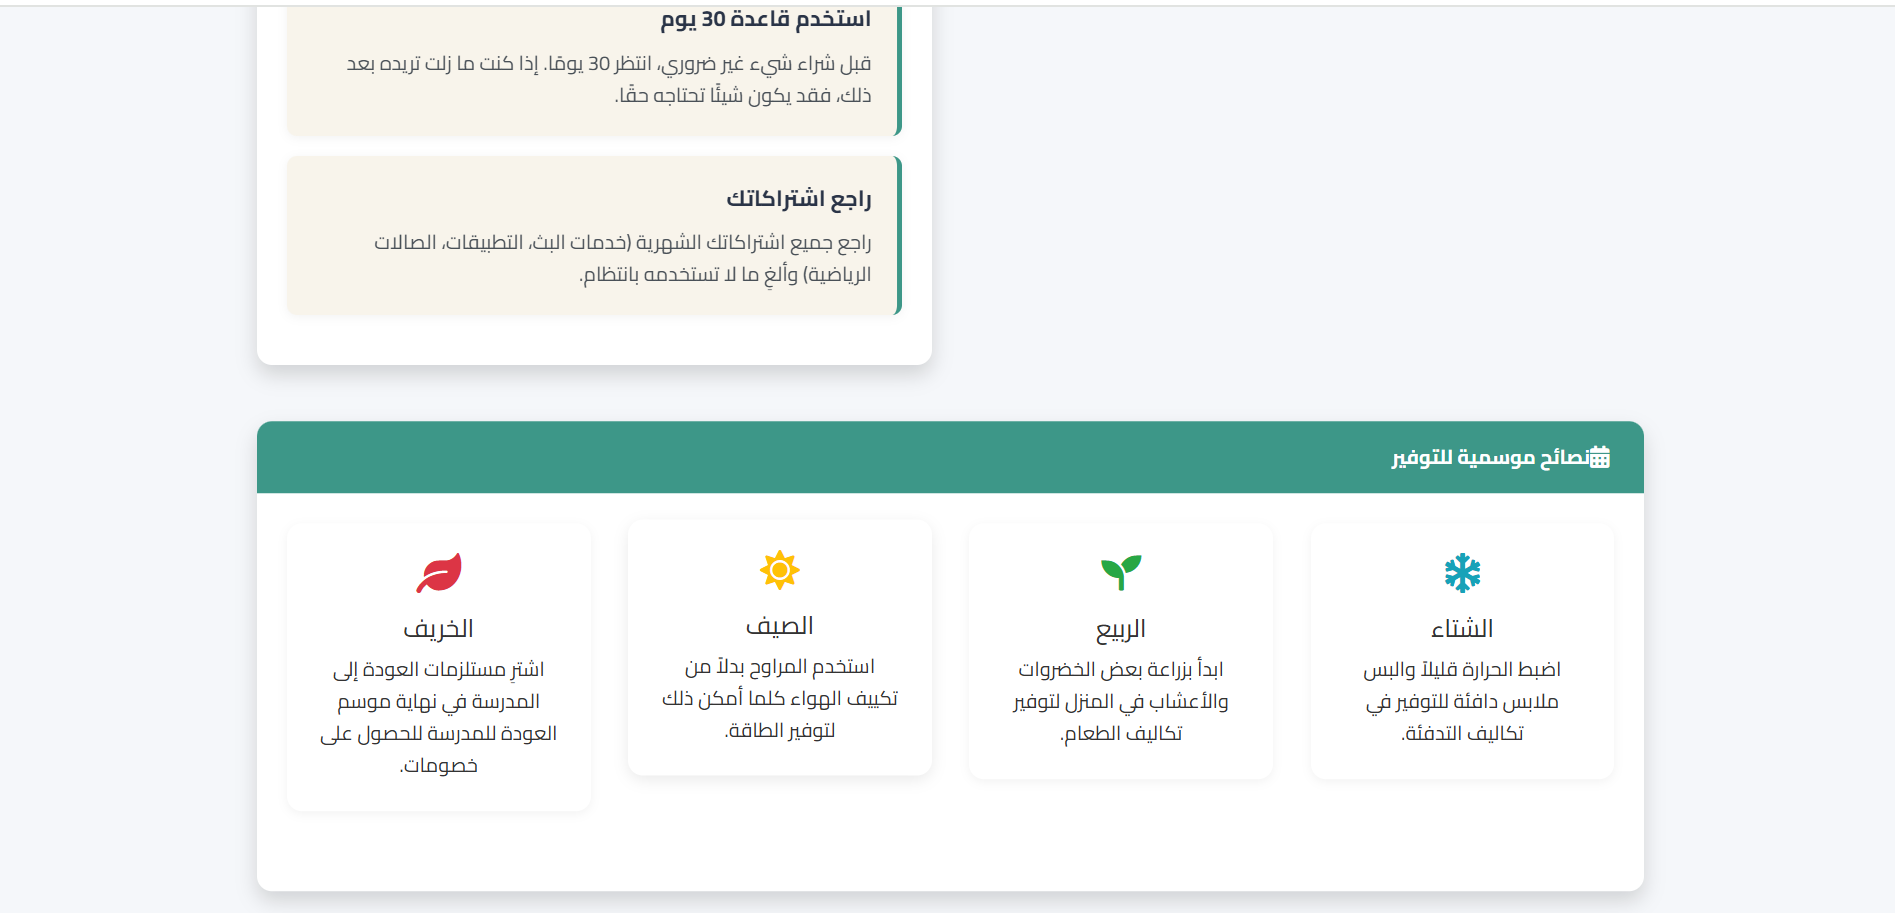 استخدم قاعدة 30 يوم
قبل شراء شيء غير ضروري، انتظر 30 يومًا. إذا كنت ما زلت تريده بعد
ذلك، فقد يكون شيئًا تحتاجه حقًا.
راجع اشتراكاتك
راجع جميع اشتراكاتك الشهرية (خدمات البث، التطبيقات، الصالات
الرياضية) وألغِ ما لا تستخدمه بانتظام.
نصائح موسمية للتوفير
الشتاء
اضبط الحرارة قليلاً والبس
ملابس دافئة للتوفير في
تكاليف التدفئة.
الربيع
ابدأ بزراعة بعض الخضروات
والأعشاب في المنزل لتوفير
تكاليف الطعام.
الصيف
استخدم المراوح بدلاً من
تكييف الهواء كلما أمكن ذلك
لتوفير الطاقة.
الخريف
اشترِ مستلزمات العودة إلى
المدرسة في نهاية موسم
العودة للمدرسة للحصول على
خصومات.